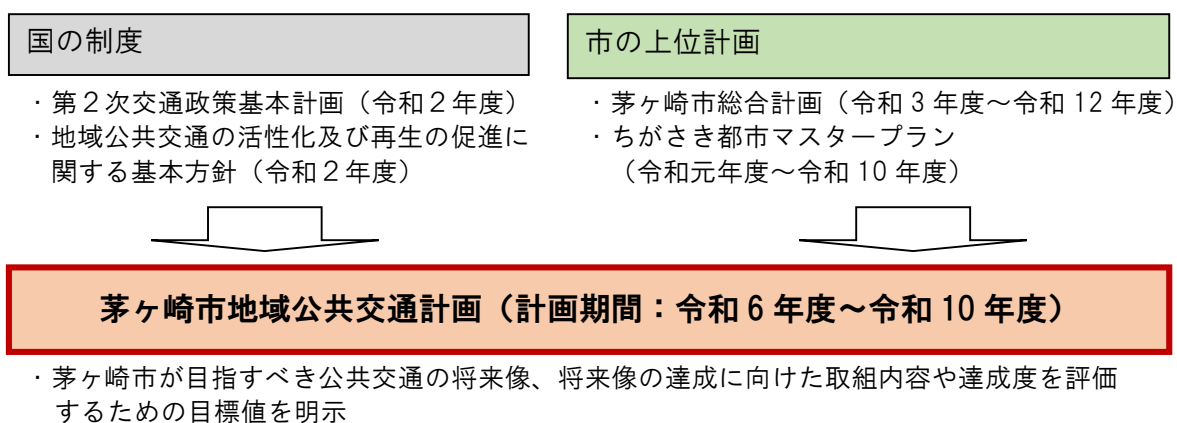 国の制度
・第２次交通政策基本計画（令和２年度）
・地域公共交通の活性化及び再生の促進に
関する基本方針（令和２年度）
市の上位計画
・茅ヶ崎市総合計画（令和 3 年度～令和 12 年度）
・ちがさき都市マスタープラン
（令和元年度～令和 10 年度）
茅ヶ崎市地域公共交通計画（計画期間：令和 6 年度～令和 10 年度）
・茅ヶ崎市が目指すべき公共交通の将来像、将来像の達成に向けた取組内容や達成度を評価
するための目標値を明示